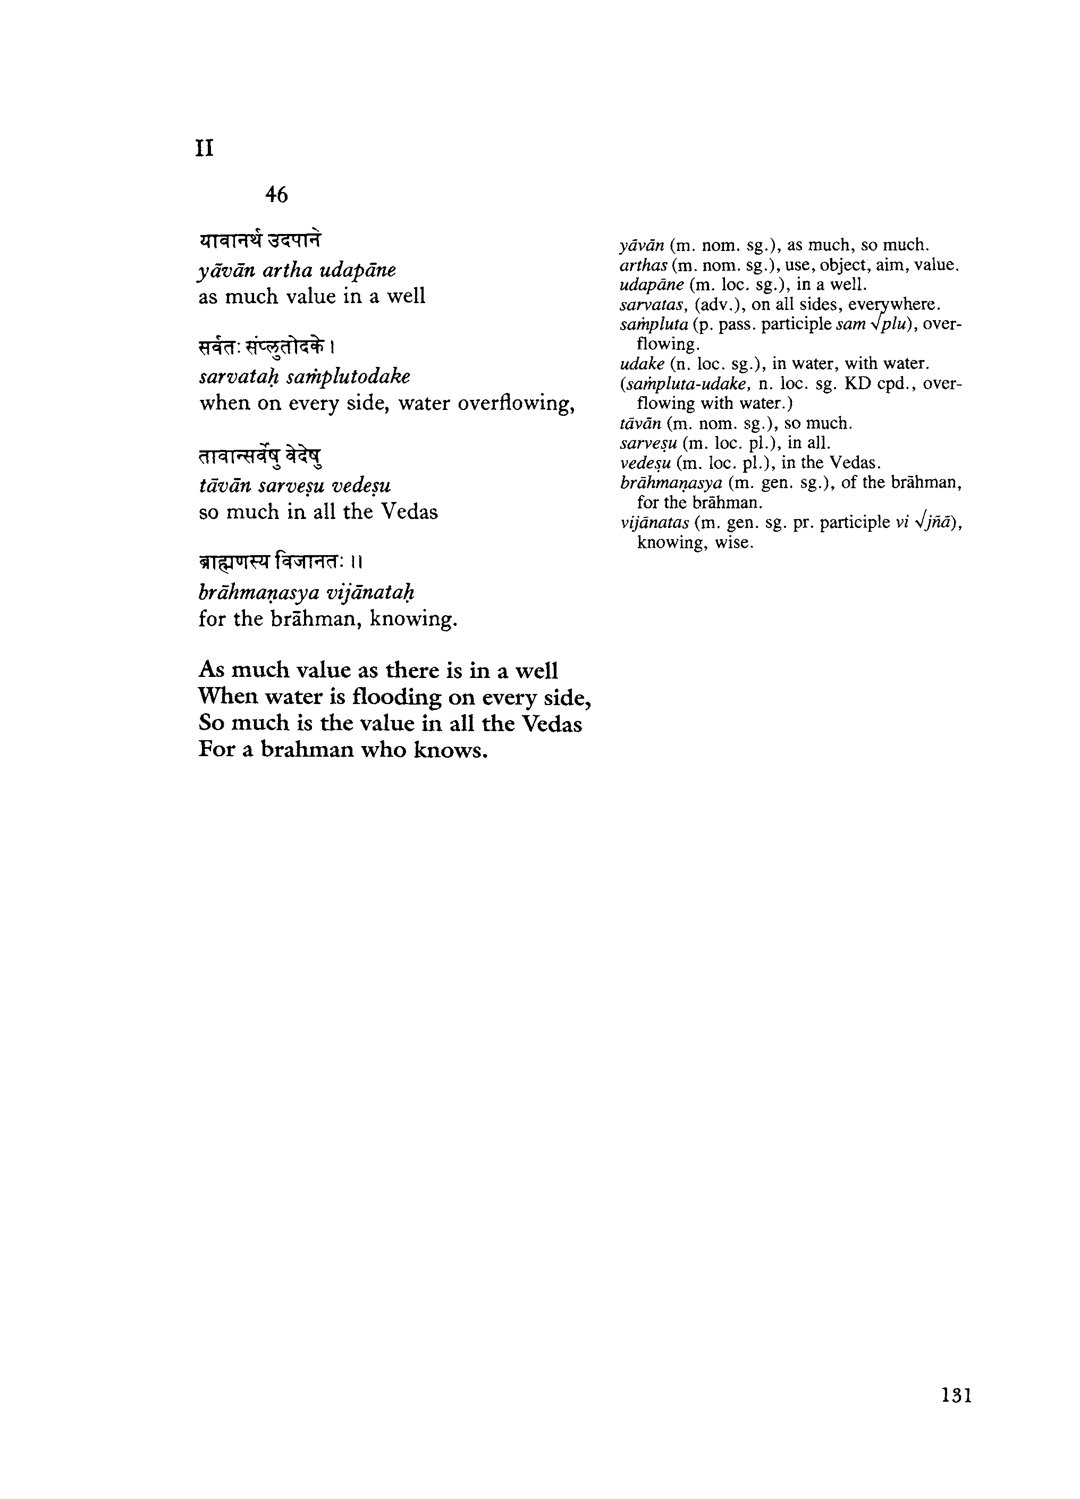 II
46
यावानर्थ उदपाने
yāvān artha udapāne
as much value in a well
सर्वतः संप्लुतोदके ।
sarvataḥ saṁplutodake
when on every side, water overflowing,
तावान्सर्वेषु वेदेषु
tāvān sarveṣu vedeṣu
so much in all the Vedas
ब्राह्मणस्य विजानतः ।।
brāhmaṇasya vijānataḥ
for the brāhman, knowing.
As much value as there is in a well
When water is flooding on every side,
So much is the value in all the Vedas
For a brahman who knows.
yāvān (m. nom. sg.), as much, so much.
arthas (m. nom. sg.), use, object, aim, value.
udapāne (m. loc. sg.), in a well.
sarvatas, (adv.), on all sides, everywhere.
saṁpluta (p. pass. participle sam √plu), over-
flowing.
udake (n. loc. sg.), in water, with water.
(saṁpluta-udake, n. loc. sg. KD cpd., over-
flowing with water.)
tāvān (m. nom. sg.), so much.
sarveṣu (m. loc. pl.), in all.
vedeṣu (m. loc. pl.), in the Vedas.
brāhmaṇasya (m. gen. sg.), of the brāhman,
for the brāhman.
vijānatas (m. gen. sg. pr. participle vi √jñā),
knowing, wise.
131